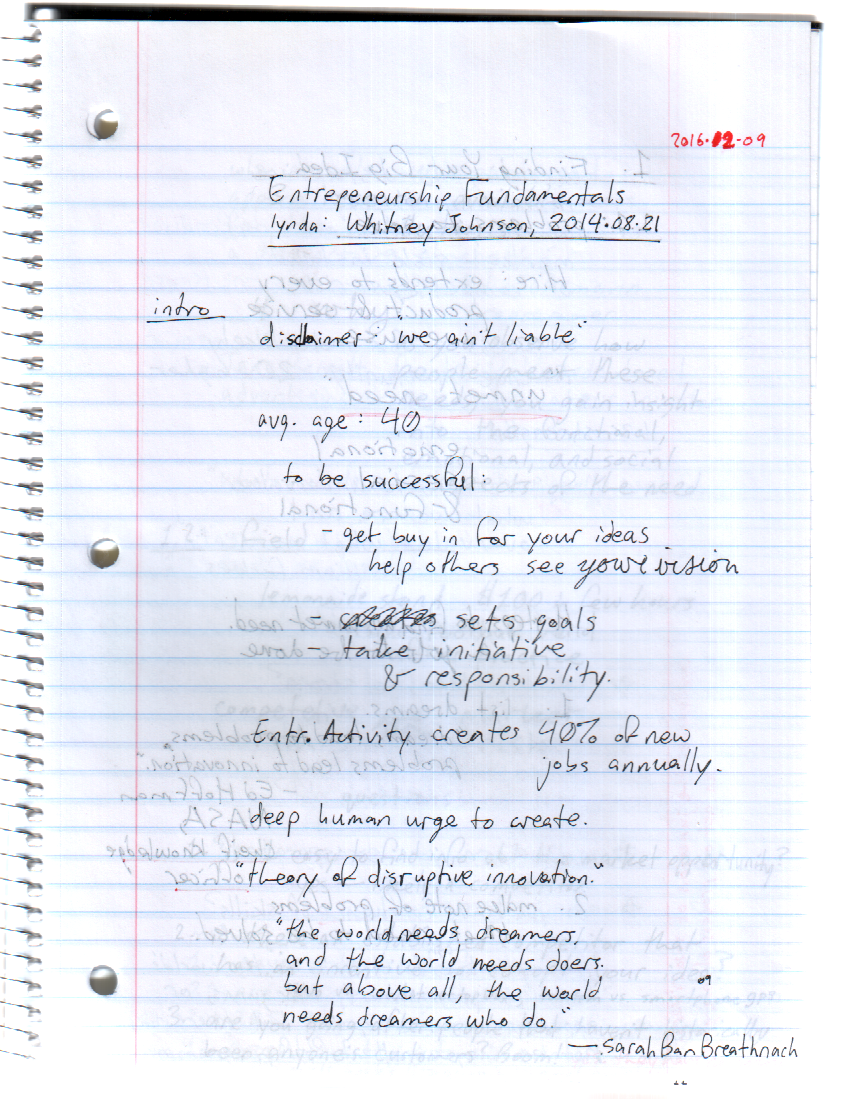 2016.12.09
Entrepeneurship Fundamentals
lynda: Whitney Johnson, 2014.08.21
intro
disclaimer: "we ain't liable"
avg. age: 40
to be successful:
- get buy in for your ideas
help others see your vision
- sets goals
- take initiative
& responsibility.
Entr. Activity creates 40% of new
jobs annually.
deep human urge to create.
"theory of disruptive innovation."
"the world needs dreamers,
and the world needs doers.
but above all, the world
needs dreamers who do."
— Sarah Ban Breathnach